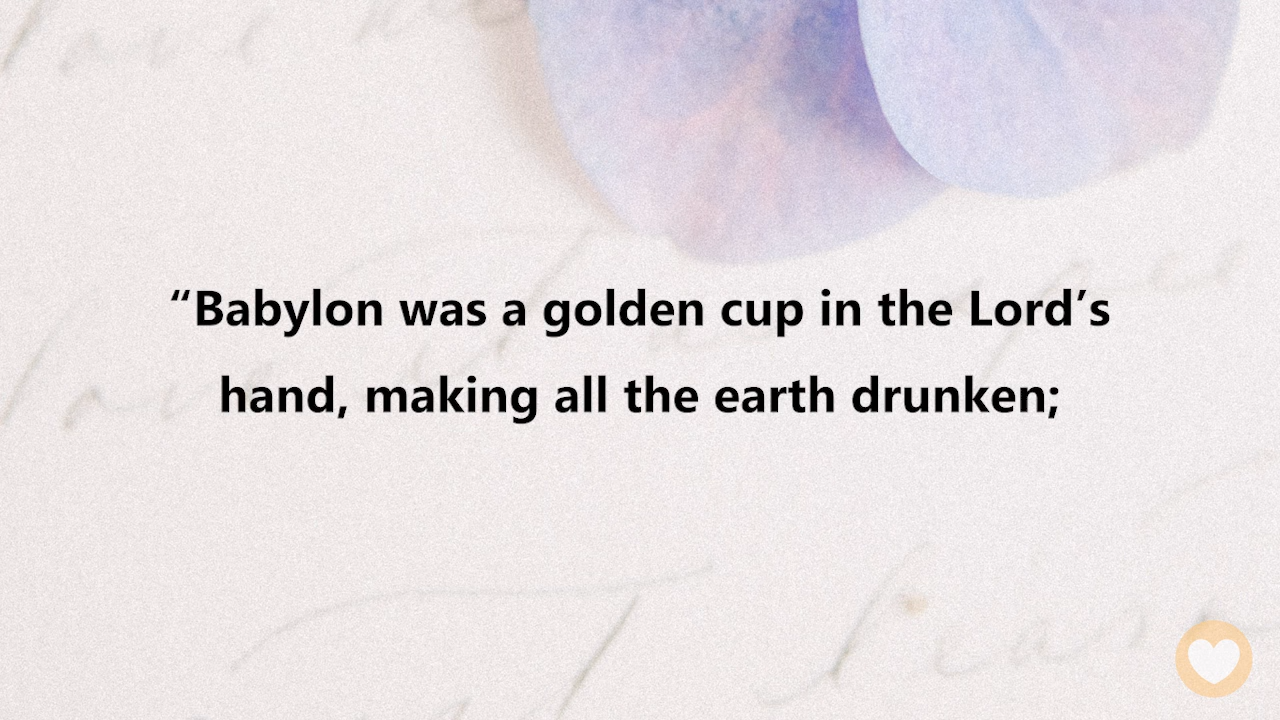 “Babylon was a golden cup in the Lord’s
hand, making all the earth drunken;